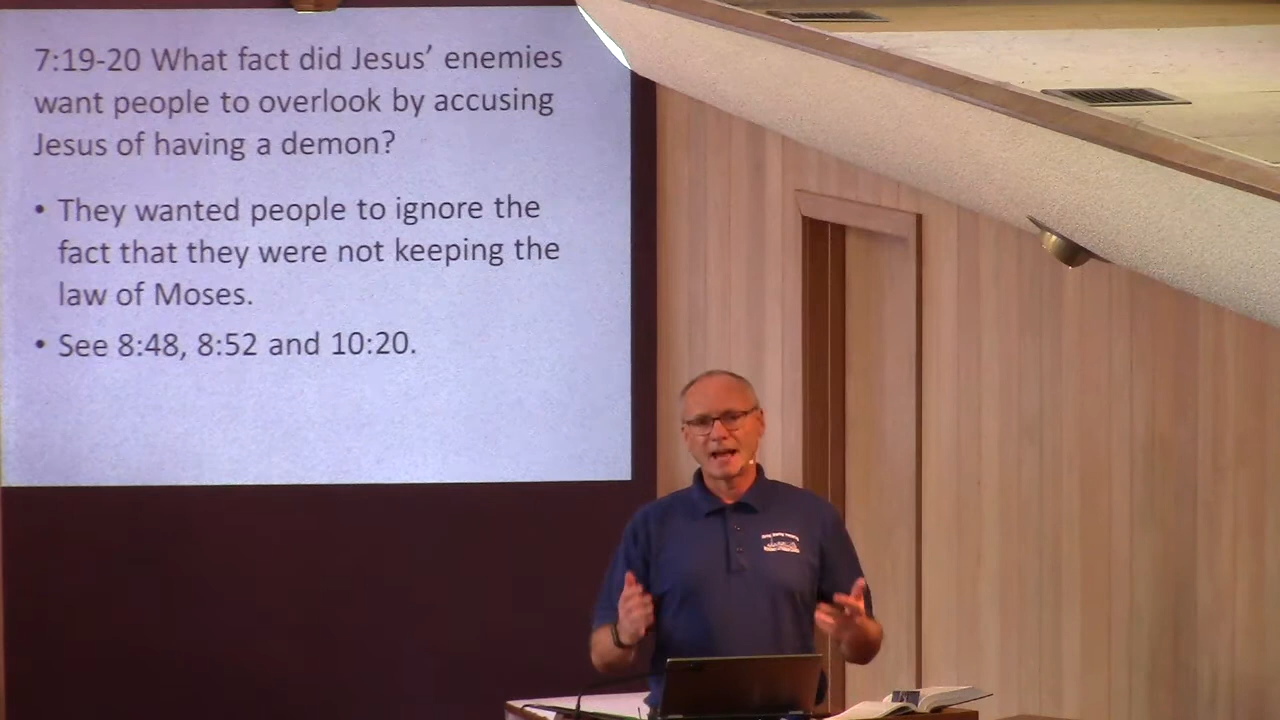 7:19-20 What fact did Jesus’ enemies
want people to overlook by accusing
Jesus of having a demon?
• They wanted people to ignore the
fact that they were not keeping the
law of Moses.
• See 8:48, 8:52 and 10:20.